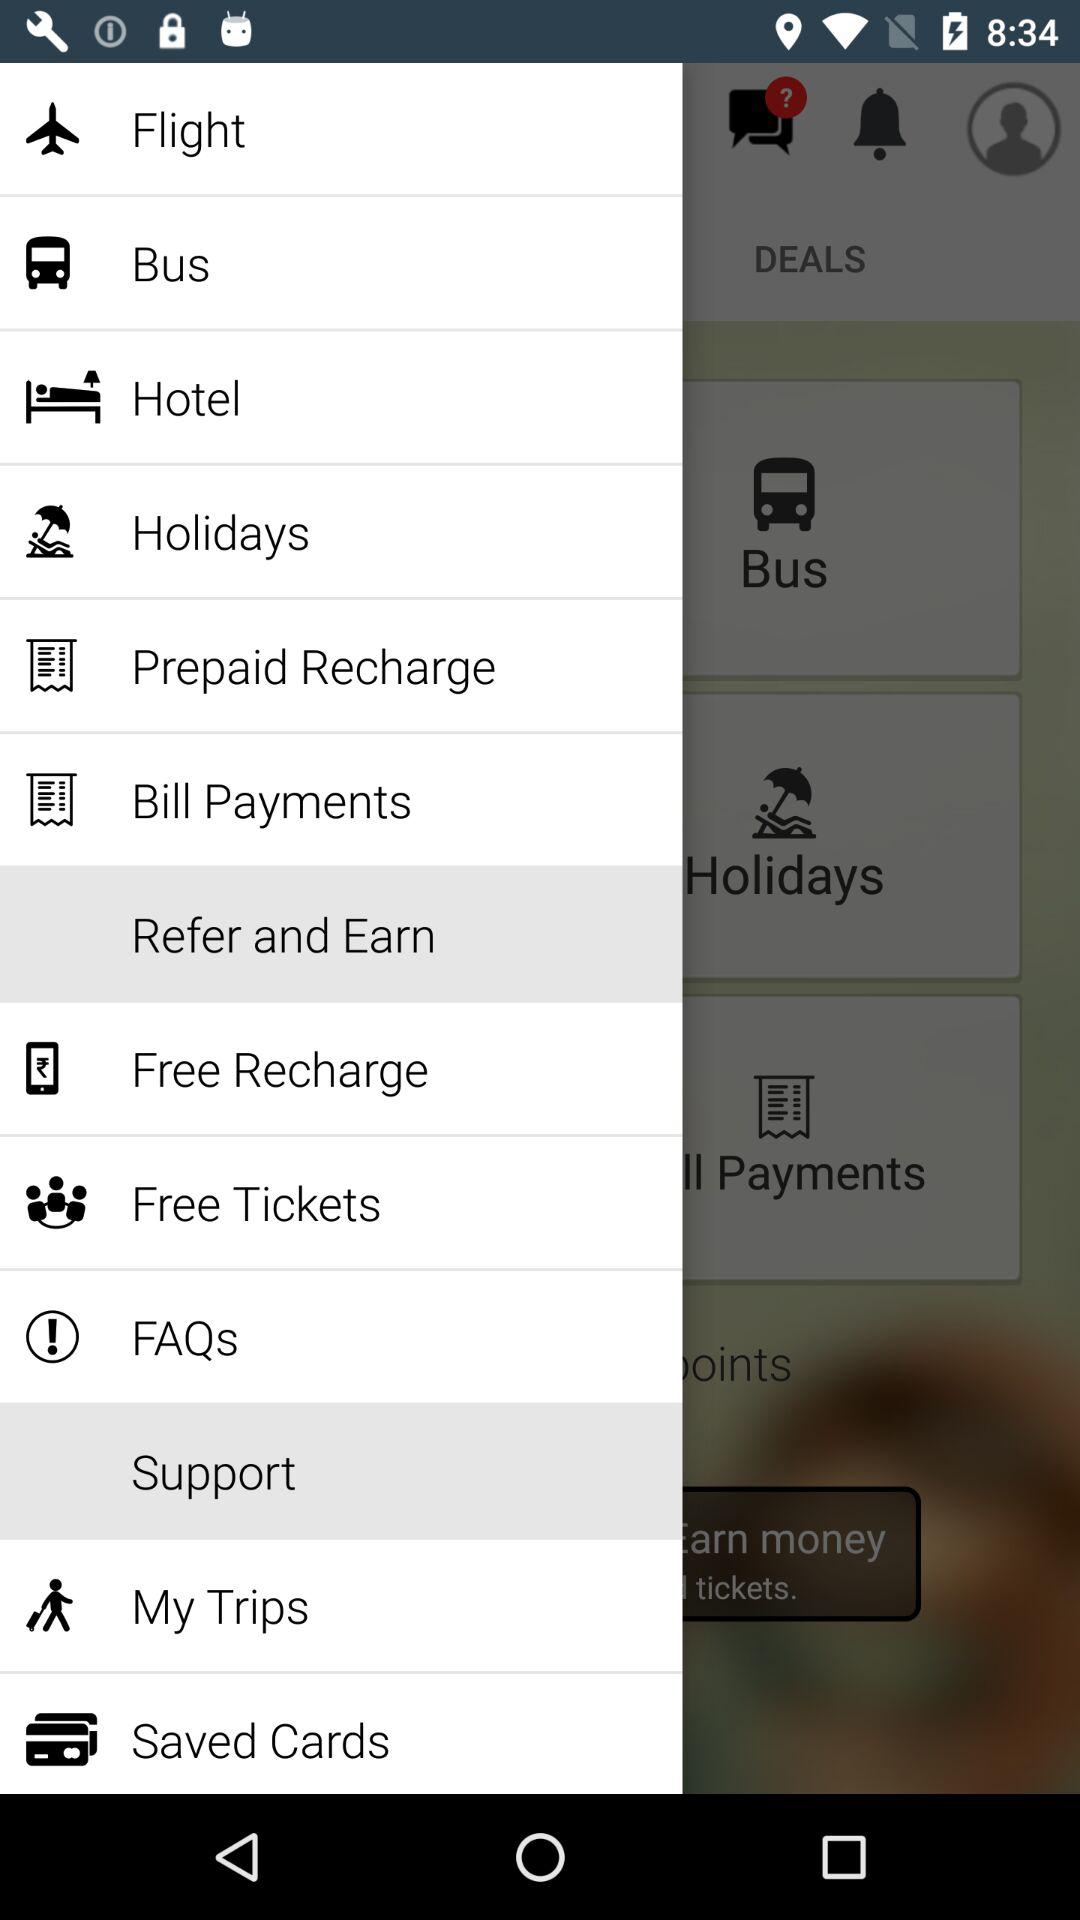 8:34
?
Flight
DEALS
Bus
Hotel
Holidays
Prepaid Recharge
Bill Payments
Refer and Earn
Free Recharge
Free Tickets
FAQs
Support
My Trips
Saved Cards
Bus
Holidays
Payments
points
Earn money
tickets.